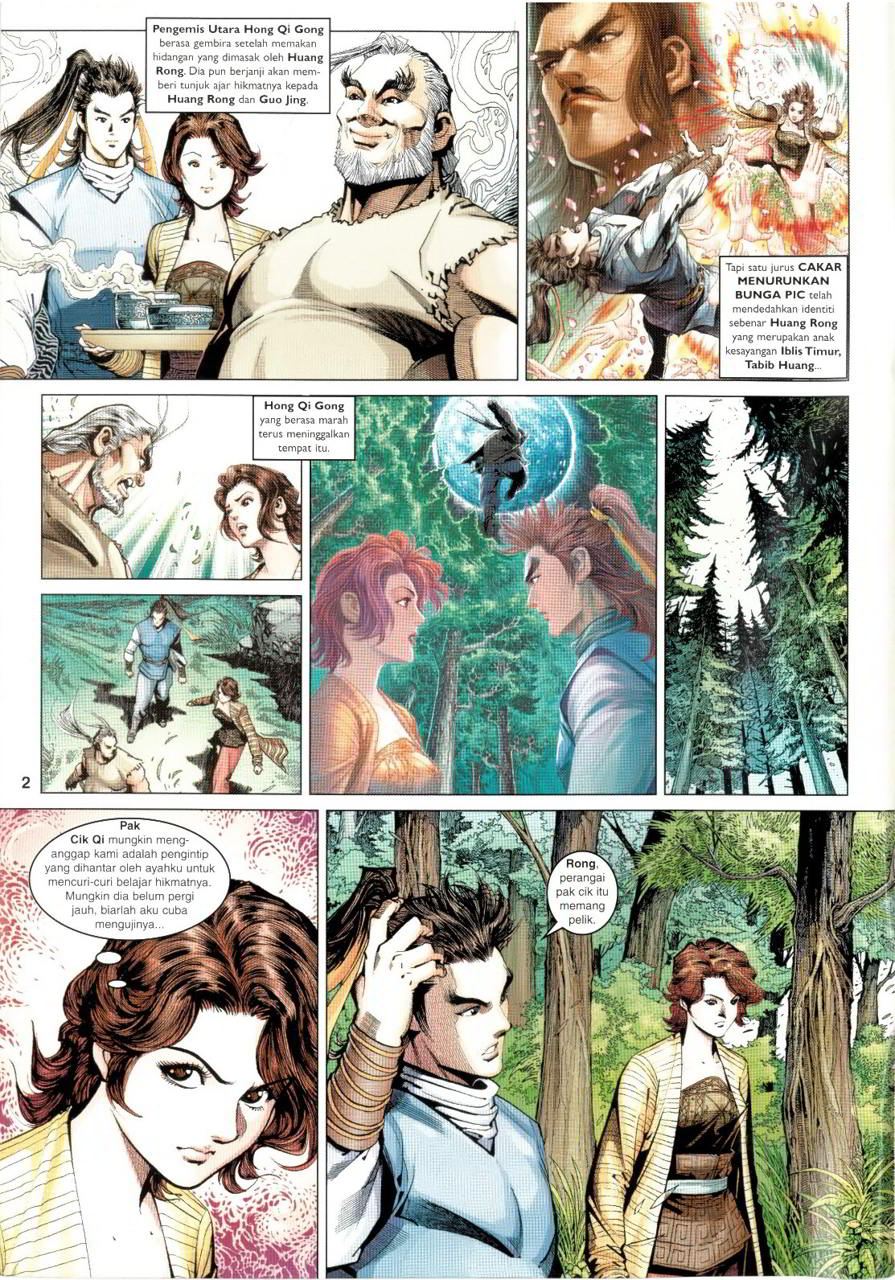 Pengemis Utara Hong Qi Gong
berasa gembira setelah memakan
hidangan yang dimasak oleh Huang
Rong. Dia pun berjanji akan mem-
beri tunjuk ajar hikmatnya kepada
Huang Rong dan Guo Jing.
Tapi satu jurus CAKAR
MENURUNKAN
BUNGA PIC telah
mendedahkan identiti
sebenar Huang Rong
yang merupakan anak
kesayangan Iblis Timur,
Tabib Huang...
Hong Qi Gong
yang berasa marah
terus meninggalkan
tempat itu.
2
Pak
Cik Qi mungkin meng-
anggap kami adalah pengintip
yang dihantar oleh ayahku untuk
mencuri-curi belajar hikmatnya.
Mungkin dia belum pergi
jauh, biarlah aku cuba
mengujinya...
Rong,
perangai
pak cik itu
memang
pelik.